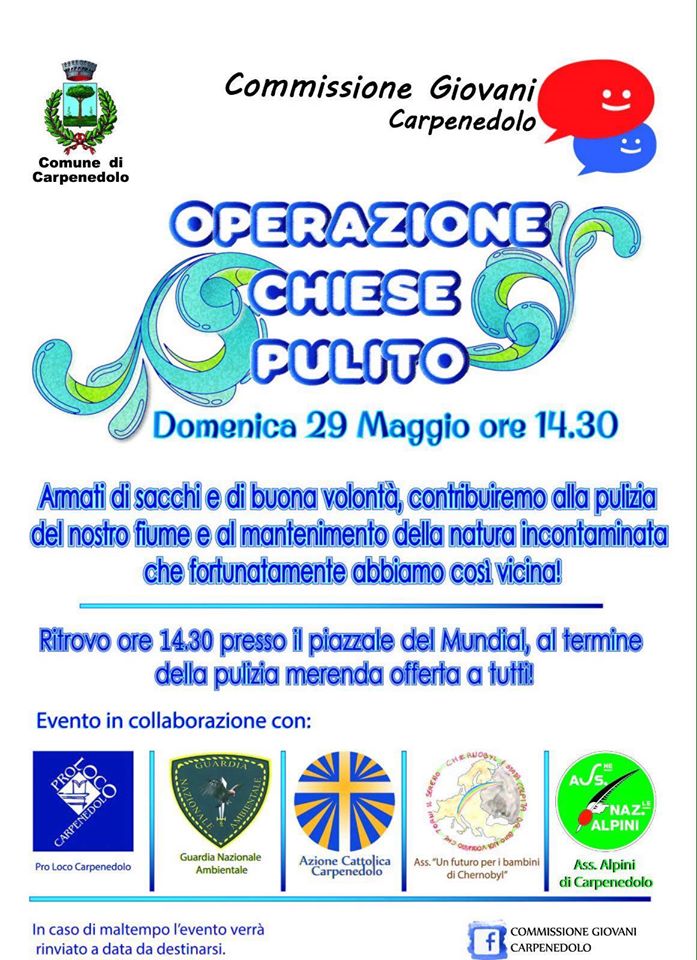 Comune di
Carpenedolo
Commissione Giovani
Carpenedolo
OPERAZIONE
CHIESE
PULITO
Domenica 29 Maggio ore 14.30
Armati di sacchi e di buona volontà, contribuiremo alla pulizia
del nostro fiume e al mantenimento della natura incontaminata
che fortunatamente abbiamo così vicina!
Ritrovo ore 14.30 presso il piazzale del Mundial, al termine
della pulizia merenda offerta a tutti!
Evento in collaborazione con:
PRO LOCO
CARPENEDOLO
Pro Loco Carpenedolo
GUARDIA
NAZIONALE
AMBIENTALE
Guardia Nazionale
Ambientale
Azione Cattolica
Carpenedolo
CHERNOBYL
Ass. "Un futuro per i bambini
di Chernobyl"
ASS.NE
NAZ.LE
ALPINI
Ass. Alpini
di Carpenedolo
In caso di maltempo l'evento verrà
rinviato a data da destinarsi.
f
COMMISSIONE GIOVANI
CARPENEDOLO